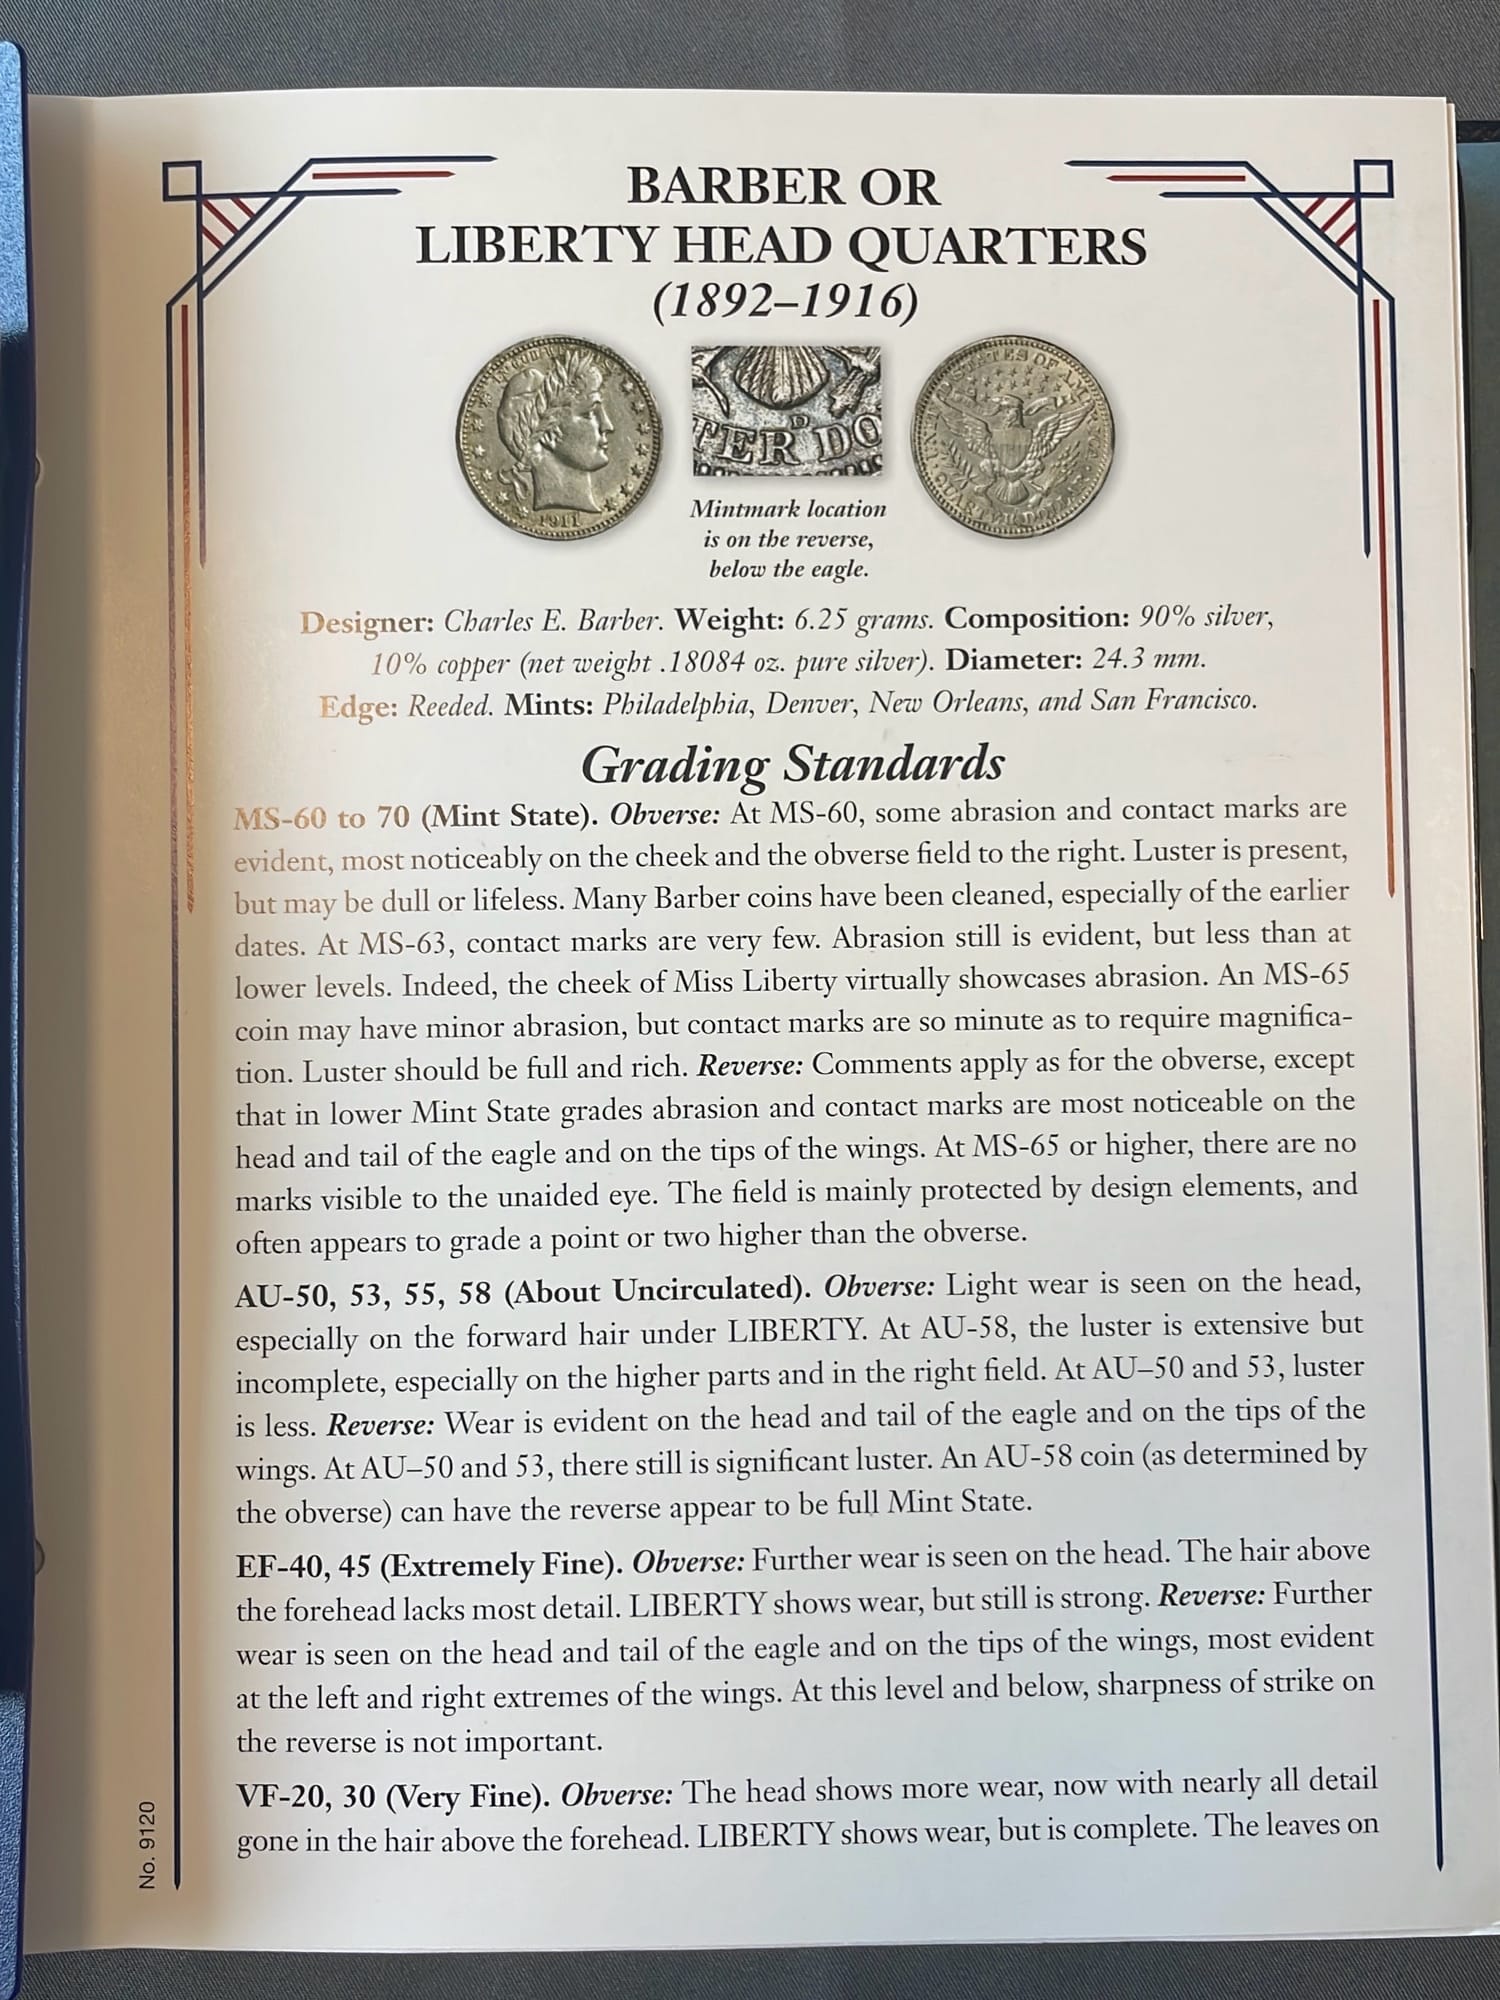 BARBER OR
LIBERTY HEAD QUARTERS
(1892–1916)
1911
TER DO
D
STATES OF
QUARTER DOLLAR
Mintmark location
is on the reverse,
below the eagle.
Designer: Charles E. Barber. Weight: 6.25 grams. Composition: 90% silver,
10% copper (net weight .18084 oz. pure silver). Diameter: 24.3 mm.
Edge: Reeded. Mints: Philadelphia, Denver, New Orleans, and San Francisco.
Grading Standards
MS-60 to 70 (Mint State). Obverse: At MS-60, some abrasion and contact marks are
evident, most noticeably on the cheek and the obverse field to the right. Luster is present,
but may be dull or lifeless. Many Barber coins have been cleaned, especially of the earlier
dates. At MS-63, contact marks are very few. Abrasion still is evident, but less than at
lower levels. Indeed, the cheek of Miss Liberty virtually showcases abrasion. An MS-65
coin may have minor abrasion, but contact marks are so minute as to require magnifica-
tion. Luster should be full and rich. Reverse: Comments apply as for the obverse, except
that in lower Mint State grades abrasion and contact marks are most noticeable on the
head and tail of the eagle and on the tips of the wings. At MS-65 or higher, there are no
marks visible to the unaided eye. The field is mainly protected by design elements, and
often appears to grade a point or two higher than the obverse.
AU-50, 53, 55, 58 (About Uncirculated). Obverse: Light wear is seen on the head,
especially on the forward hair under LIBERTY. At AU-58, the luster is extensive but
incomplete, especially on the higher parts and in the right field. At AU–50 and 53, luster
is less. Reverse: Wear is evident on the head and tail of the eagle and on the tips of the
wings. At AU–50 and 53, there still is significant luster. An AU-58 coin (as determined by
the obverse) can have the reverse appear to be full Mint State.
EF-40, 45 (Extremely Fine). Obverse: Further wear is seen on the head. The hair above
the forehead lacks most detail. LIBERTY shows wear, but still is strong. Reverse: Further
wear is seen on the head and tail of the eagle and on the tips of the wings, most evident
at the left and right extremes of the wings. At this level and below, sharpness of strike on
the reverse is not important.
VF-20, 30 (Very Fine). Obverse: The head shows more wear, now with nearly all detail
gone in the hair above the forehead. LIBERTY shows wear, but is complete. The leaves on
No. 9120